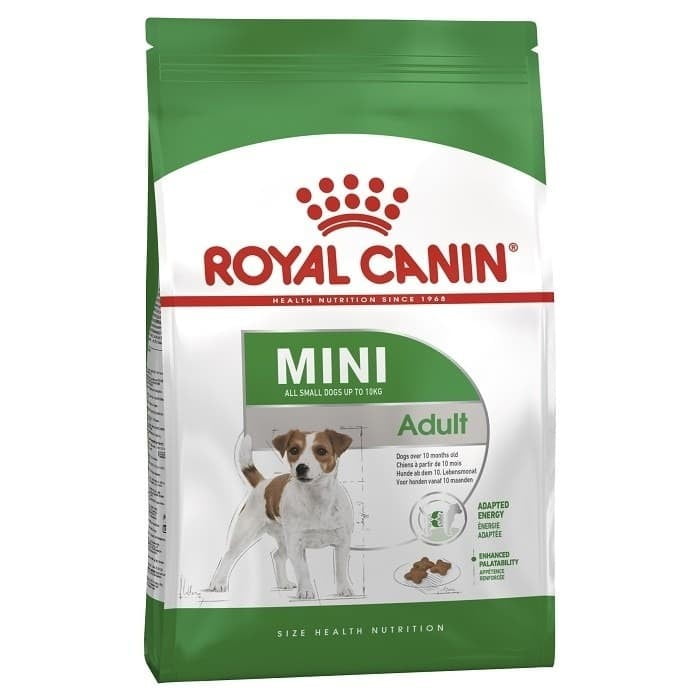 ROYAL CANIN®
HEALTH NUTRITION SINCE 1968
MINI
ALL SMALL DOGS UP TO 10KG
Adult
Dogs over 10 months old
Chiens à partir de 10 mois
Hunde ab dem 10. Lebensmonat
Voor honden vanaf 10 maanden
ADAPTED
ENERGY
ÉNERGIE
ADAPTÉE
ENHANCED
PALATABILITY
APPÉTENCE
RENFORCÉE
SIZE HEALTH NUTRITION